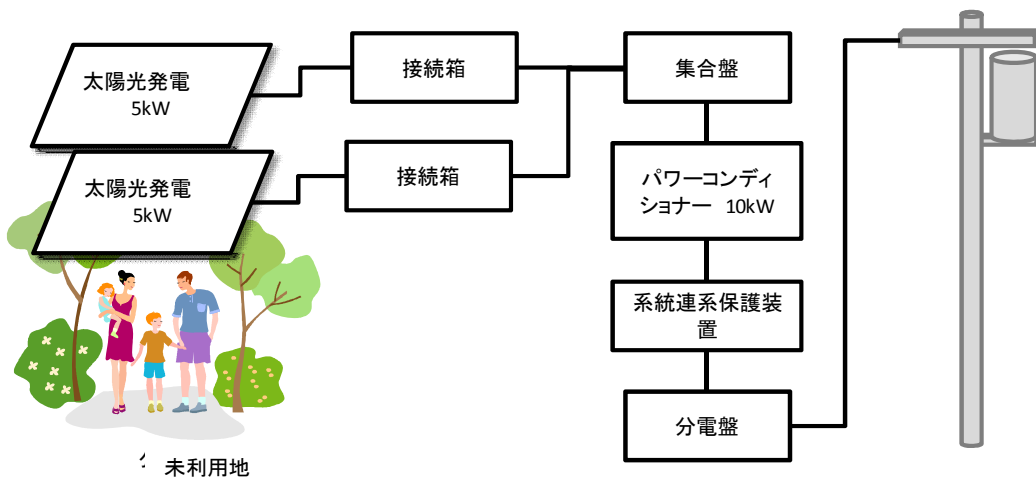 太陽光発電
5kW
接続箱
集合盤
太陽光発電
5kW
接続箱
パワーコンディ
ショナー 10kW
系統連系保護装
置
分電盤
未利用地